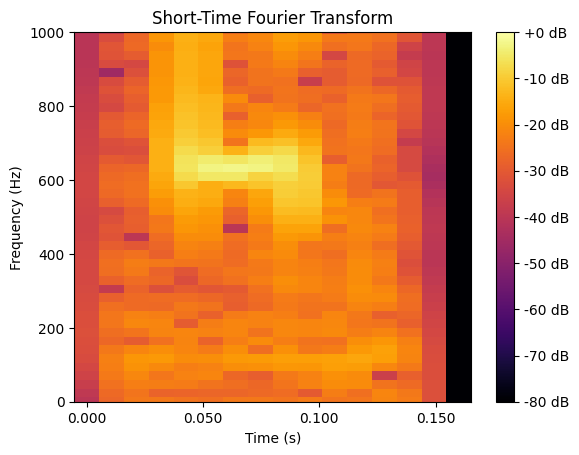 Short-Time Fourier Transform
1000
800
600
400
200
0
Frequency (Hz)
0.000
0.050
0.100
0.150
Time (s)
+0 dB
-10 dB
-20 dB
-30 dB
-40 dB
-50 dB
-60 dB
-70 dB
-80 dB